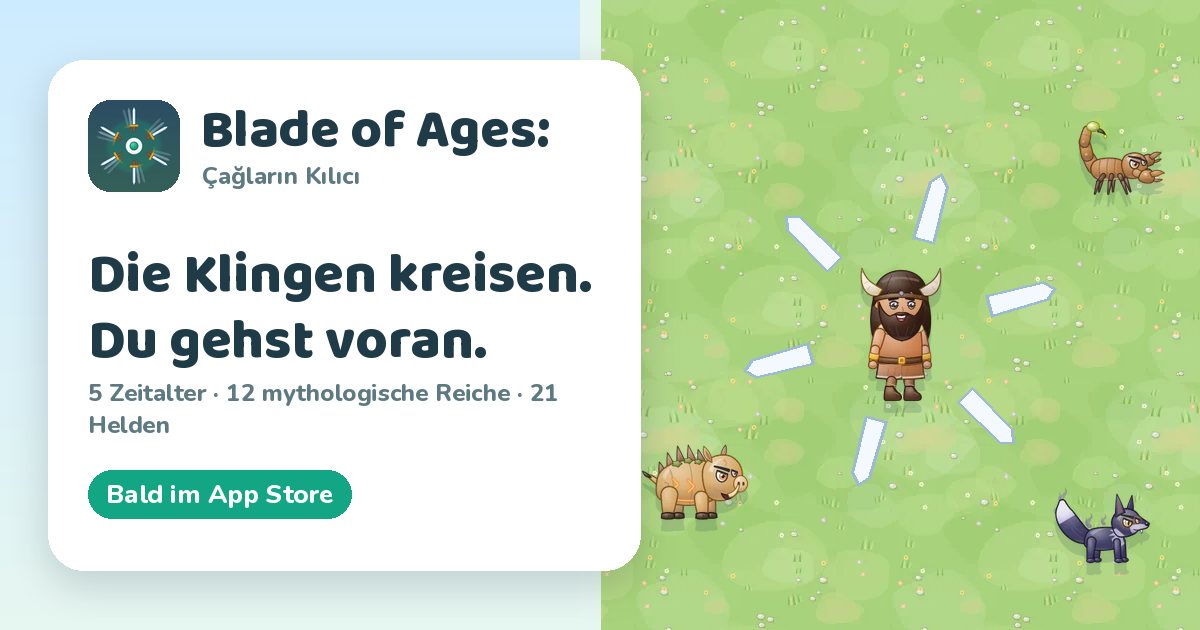 Blade of Ages:
Çağların Kılıcı
Die Klingen kreisen.
Du gehst voran.
5 Zeitalter · 12 mythologische Reiche · 21
Helden
Bald im App Store